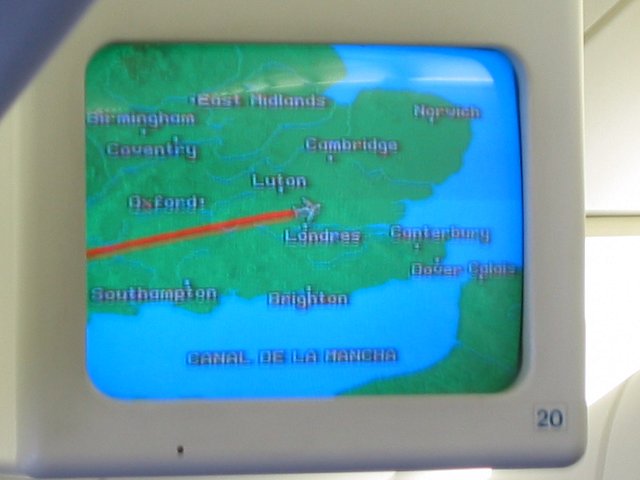 East Midlands
Birmingham
Norwich
Coventry
Cambridge
Luton
Oxford
Londres
Canterbury
Dover
Calais
Southampton
Brighton
CANAL DE LA MANCHA
20